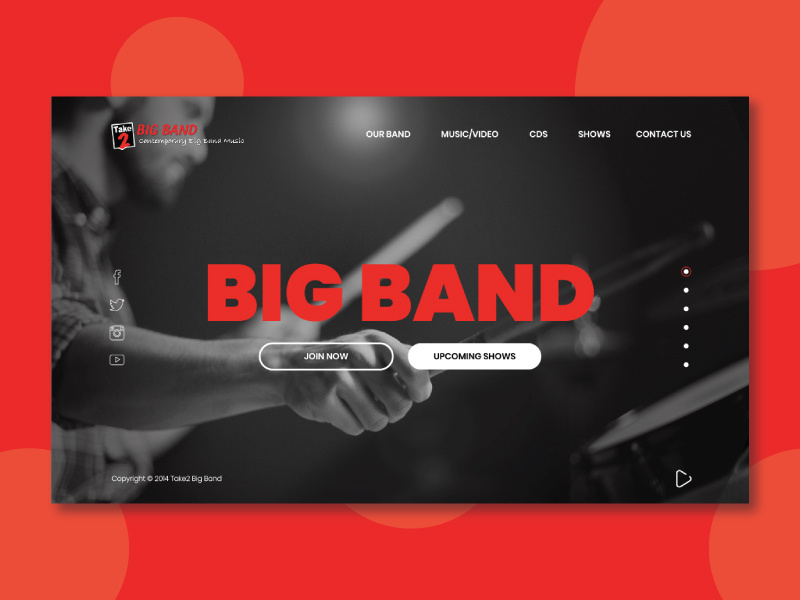 Take 2 BIG BAND
Contemporary Big Band Music
OUR BAND MUSIC/VIDEO CDS SHOWS CONTACT US
BIG BAND
JOIN NOW UPCOMING SHOWS
Copyright © 2014 Take2 Big Band